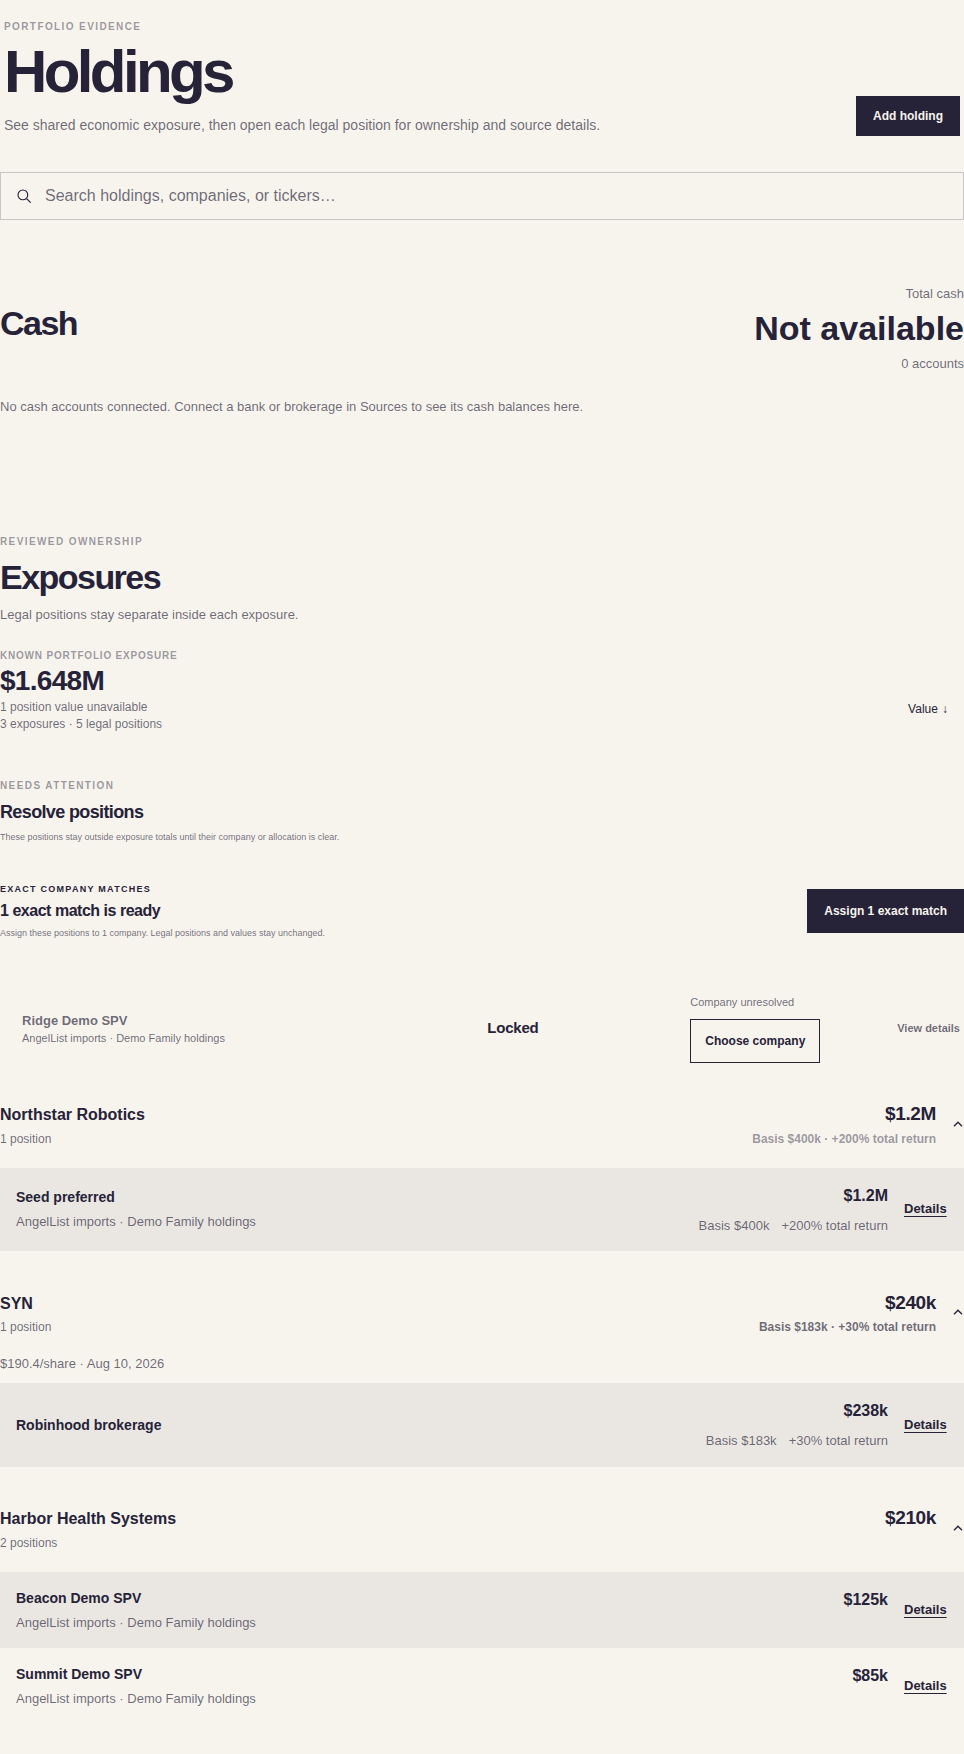 PORTFOLIO EVIDENCE
Holdings
See shared economic exposure, then open each legal position for ownership and source details.
Add holding
Search holdings, companies, or tickers…
Total cash
Cash
Not available
0 accounts
No cash accounts connected. Connect a bank or brokerage in Sources to see its cash balances here.
REVIEWED OWNERSHIP
Exposures
Legal positions stay separate inside each exposure.
KNOWN PORTFOLIO EXPOSURE
$1.648M
1 position value unavailable
3 exposures · 5 legal positions
Value ↓
NEEDS ATTENTION
Resolve positions
These positions stay outside exposure totals until their company or allocation is clear.
EXACT COMPANY MATCHES
1 exact match is ready
Assign these positions to 1 company. Legal positions and values stay unchanged.
Assign 1 exact match
Ridge Demo SPV
AngelList imports · Demo Family holdings
Locked
Company unresolved
Choose company
View details
Northstar Robotics
1 position
$1.2M
Basis $400k · +200% total return
Seed preferred
AngelList imports · Demo Family holdings
$1.2M
Basis $400k +200% total return
Details
SYN
1 position
$240k
Basis $183k · +30% total return
$190.4/share · Aug 10, 2026
Robinhood brokerage
$238k
Basis $183k +30% total return
Details
Harbor Health Systems
2 positions
$210k
Beacon Demo SPV
AngelList imports · Demo Family holdings
$125k
Details
Summit Demo SPV
AngelList imports · Demo Family holdings
$85k
Details